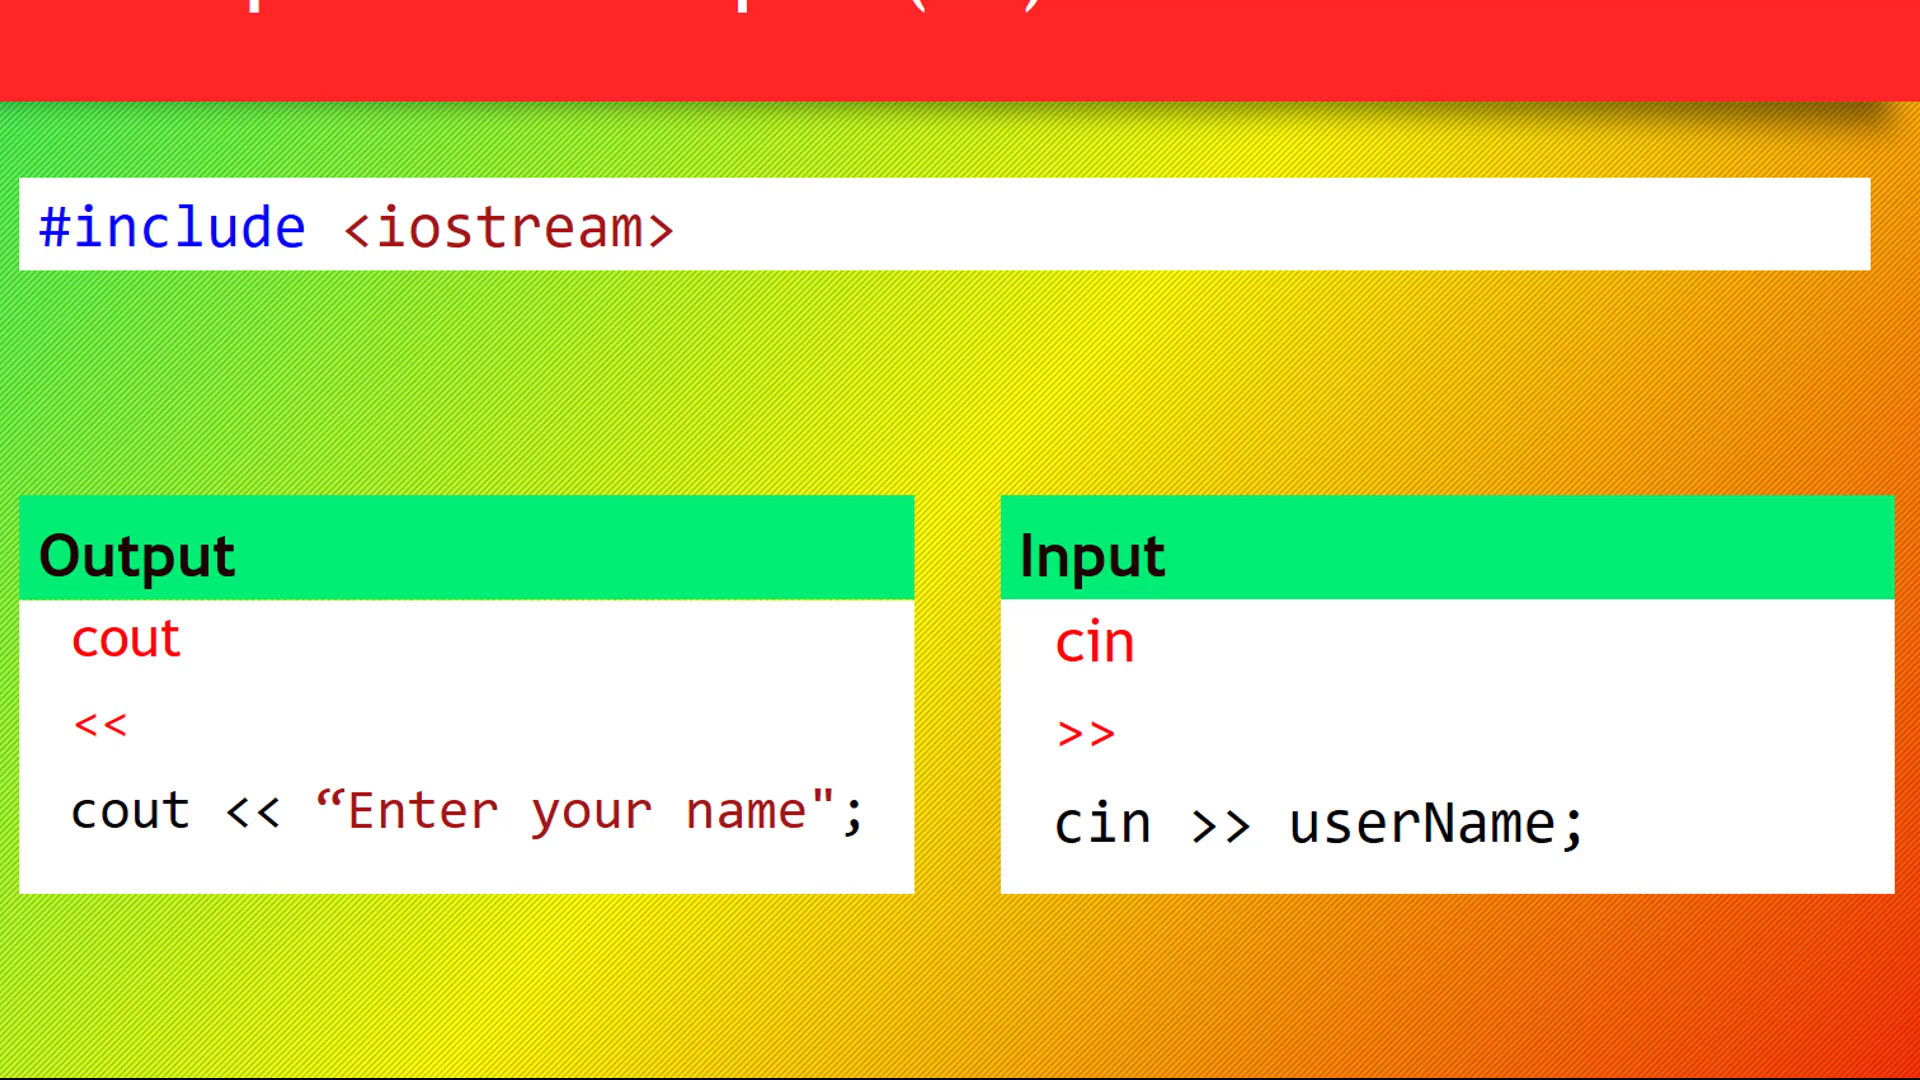 #include <iostream>
Output
cout
<<
cout << “Enter your name";
Input
cin
>>
cin >> userName;